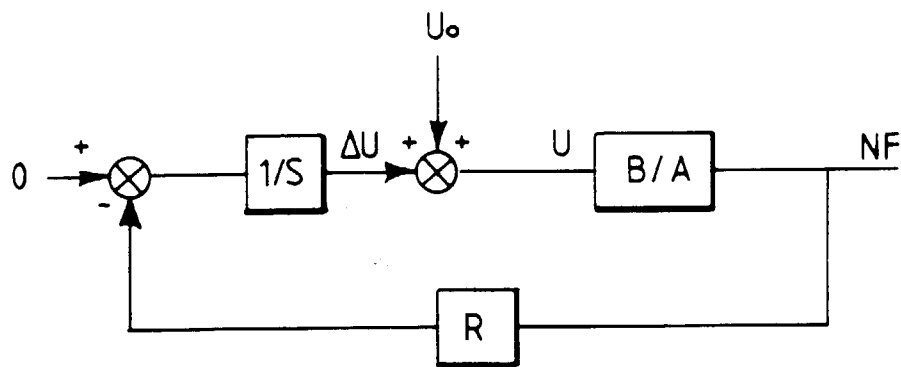 Uo
+
0
-
1/S
ΔU
+
+
U
B/A
NF
R